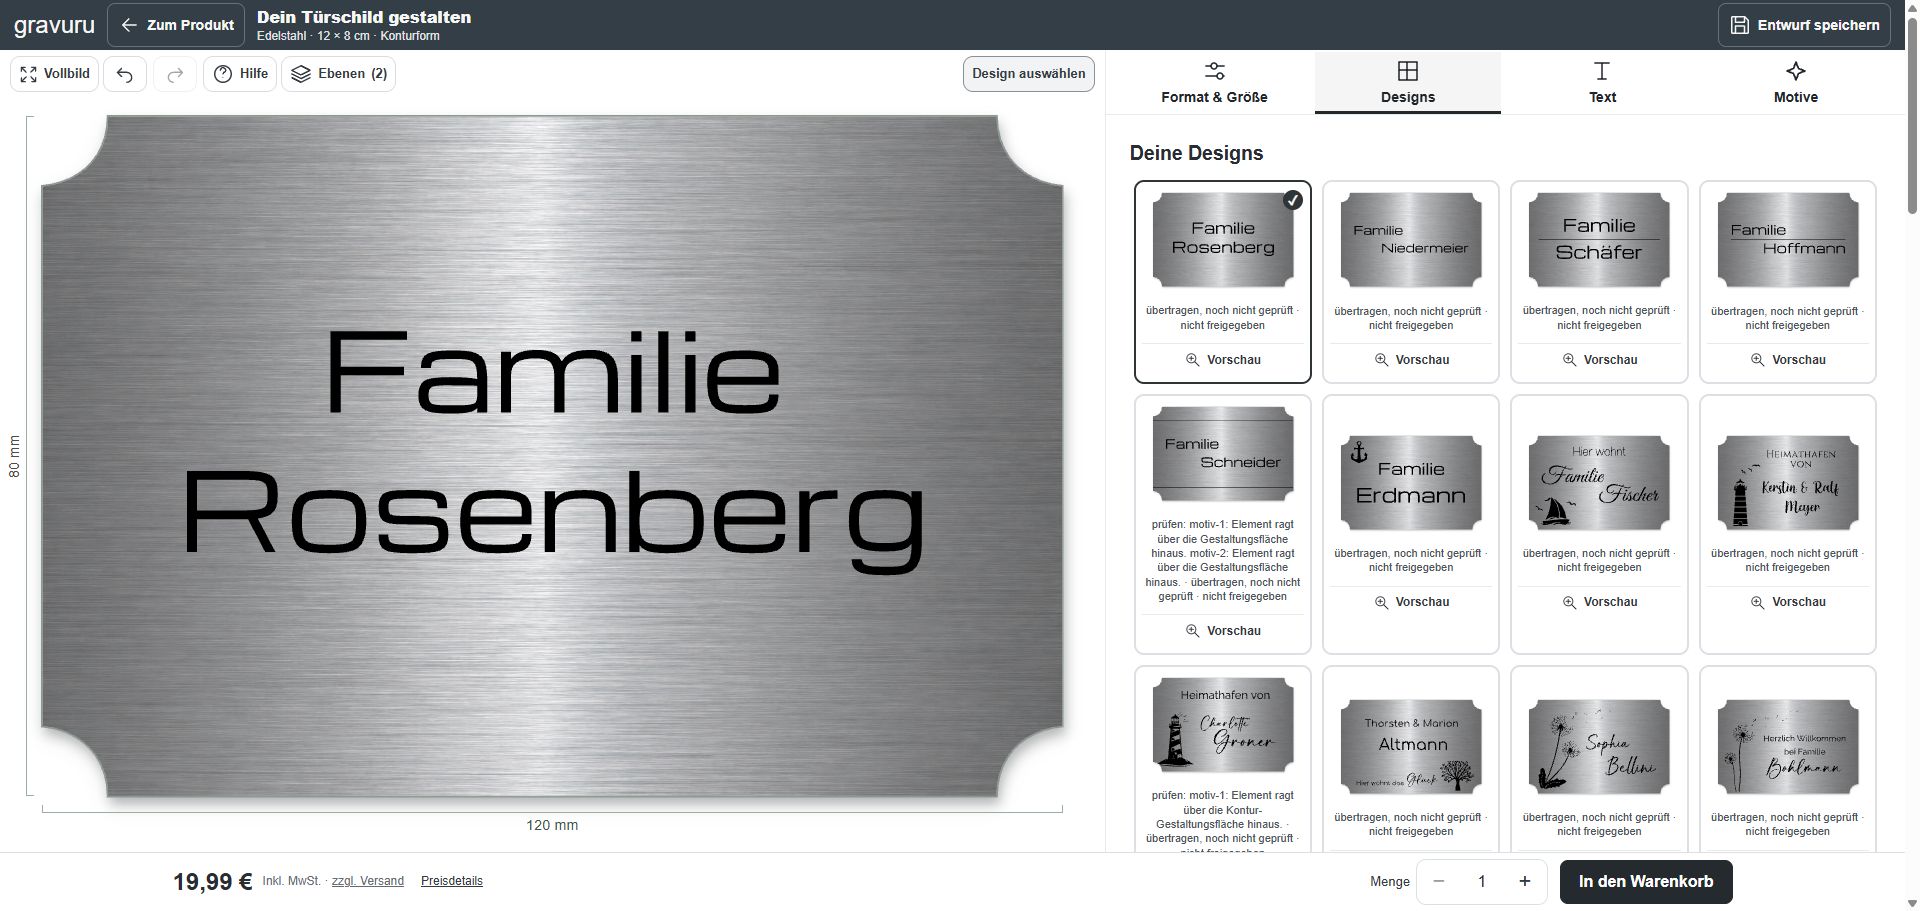 gravuru
Zum Produkt
Dein Türschild gestalten
Edelstahl · 12 × 8 cm · Konturform
Entwurf speichern
Vollbild
Hilfe
Ebenen (2)
Design auswählen
Format & Größe
Designs
Text
Motive
80 mm
Familie
Rosenberg
120 mm
Deine Designs
Familie
Rosenberg
übertragen, noch nicht geprüft ·
nicht freigegeben
Vorschau
Familie
Niedermeier
übertragen, noch nicht geprüft ·
nicht freigegeben
Vorschau
Familie
Schäfer
übertragen, noch nicht geprüft ·
nicht freigegeben
Vorschau
Familie
Hoffmann
übertragen, noch nicht geprüft ·
nicht freigegeben
Vorschau
Familie
Schneider
prüfen: motiv-1: Element ragt
über die Gestaltungsfläche
hinaus. motiv-2: Element ragt
über die Gestaltungsfläche
hinaus. · übertragen, noch nicht
geprüft · nicht freigegeben
Vorschau
Familie
Erdmann
übertragen, noch nicht geprüft ·
nicht freigegeben
Vorschau
Hier wohnt
Familie
Fischer
übertragen, noch nicht geprüft ·
nicht freigegeben
Vorschau
Heimathafen
von
Kerstin & Ralf
Meyer
übertragen, noch nicht geprüft ·
nicht freigegeben
Vorschau
Heimathafen von
Charlotte
Groner
prüfen: motiv-1: Element ragt
über die Kontur-
Gestaltungsfläche hinaus. ·
übertragen, noch nicht geprüft ·
nicht freigegeben
Thorsten & Marion
Altmann
Hier wohnt das Glück
übertragen, noch nicht geprüft ·
nicht freigegeben
Sophia
Bellini
übertragen, noch nicht geprüft ·
nicht freigegeben
Herzlich Willkommen
bei Familie
Bohlmann
übertragen, noch nicht geprüft ·
nicht freigegeben
19,99 €
Inkl. MwSt. · zzgl. Versand
Preisdetails
Menge
− 1 +
In den Warenkorb